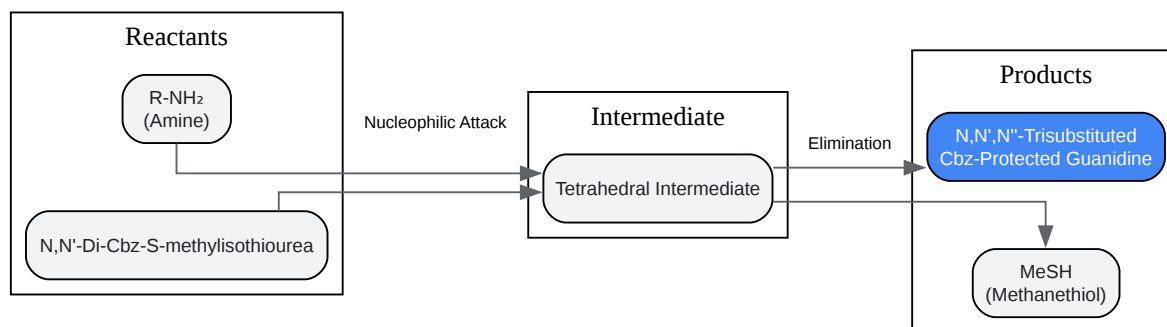 Reactants
R-NH₂
(Amine)
N,N'-Di-Cbz-S-methylisothiourea
Nucleophilic Attack
Intermediate
Tetrahedral Intermediate
Elimination
Products
N,N',N''-Trisubstituted
Cbz-Protected Guanidine
MeSH
(Methanethiol)